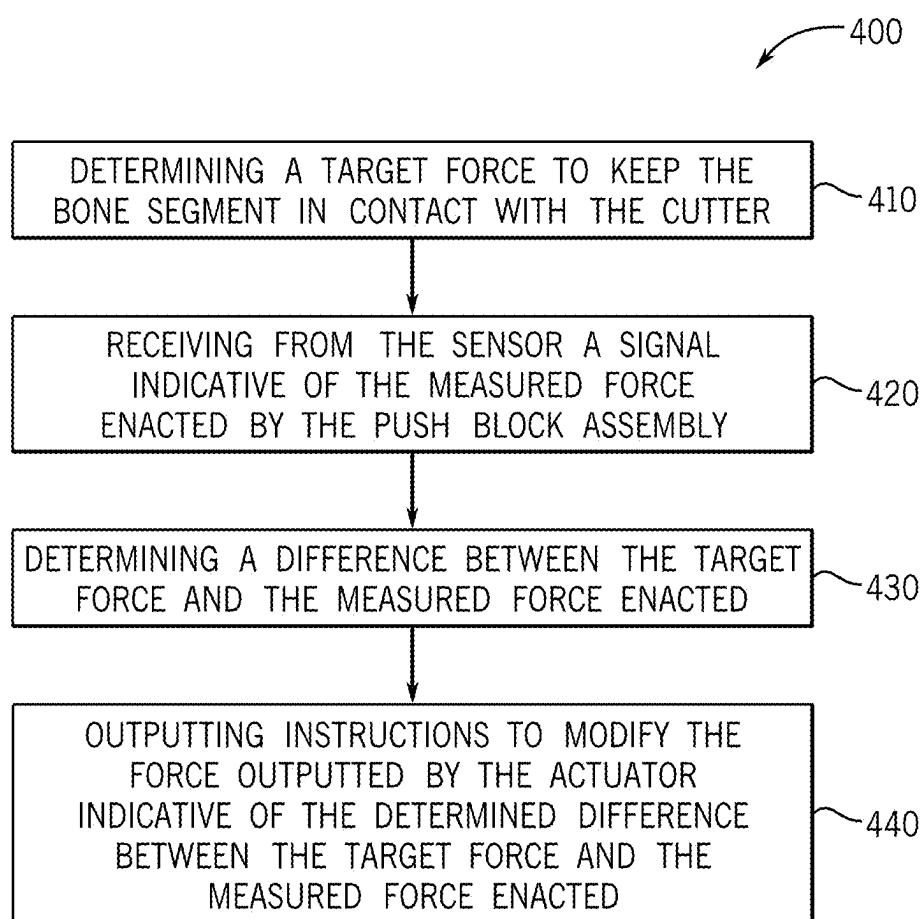 400
DETERMINING A TARGET FORCE TO KEEP THE
BONE SEGMENT IN CONTACT WITH THE CUTTER
410
RECEIVING FROM THE SENSOR A SIGNAL
INDICATIVE OF THE MEASURED FORCE
ENACTED BY THE PUSH BLOCK ASSEMBLY
420
DETERMINING A DIFFERENCE BETWEEN THE TARGET
FORCE AND THE MEASURED FORCE ENACTED
430
OUTPUTTING INSTRUCTIONS TO MODIFY THE
FORCE OUTPUTTED BY THE ACTUATOR
INDICATIVE OF THE DETERMINED DIFFERENCE
BETWEEN THE TARGET FORCE AND THE
MEASURED FORCE ENACTED
440